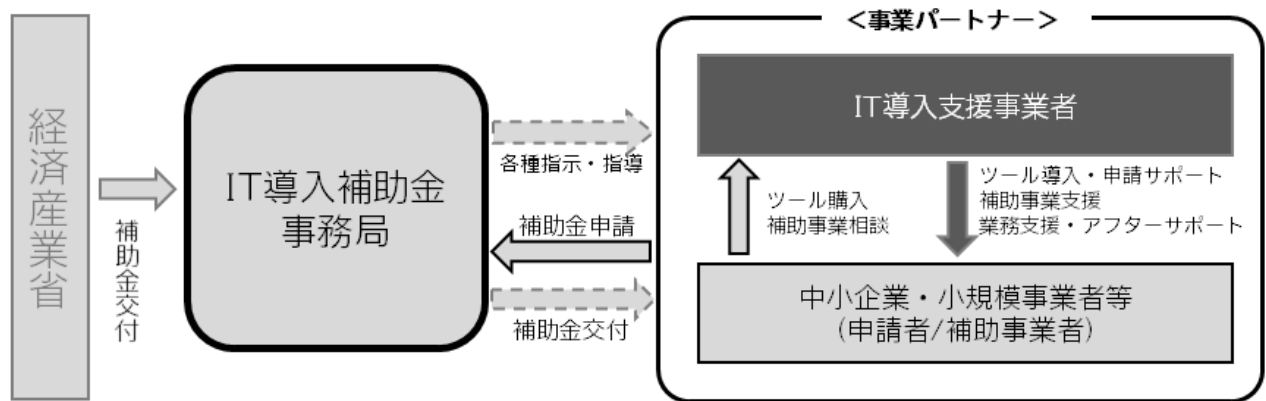 経済産業省
補助金交付
IT導入補助金
事務局
各種指示・指導
補助金申請
補助金交付
＜事業パートナー＞
IT導入支援事業者
ツール購入
補助事業相談
ツール導入・申請サポート
補助事業支援
業務支援・アフターサポート
中小企業・小規模事業者等
(申請者/補助事業者)